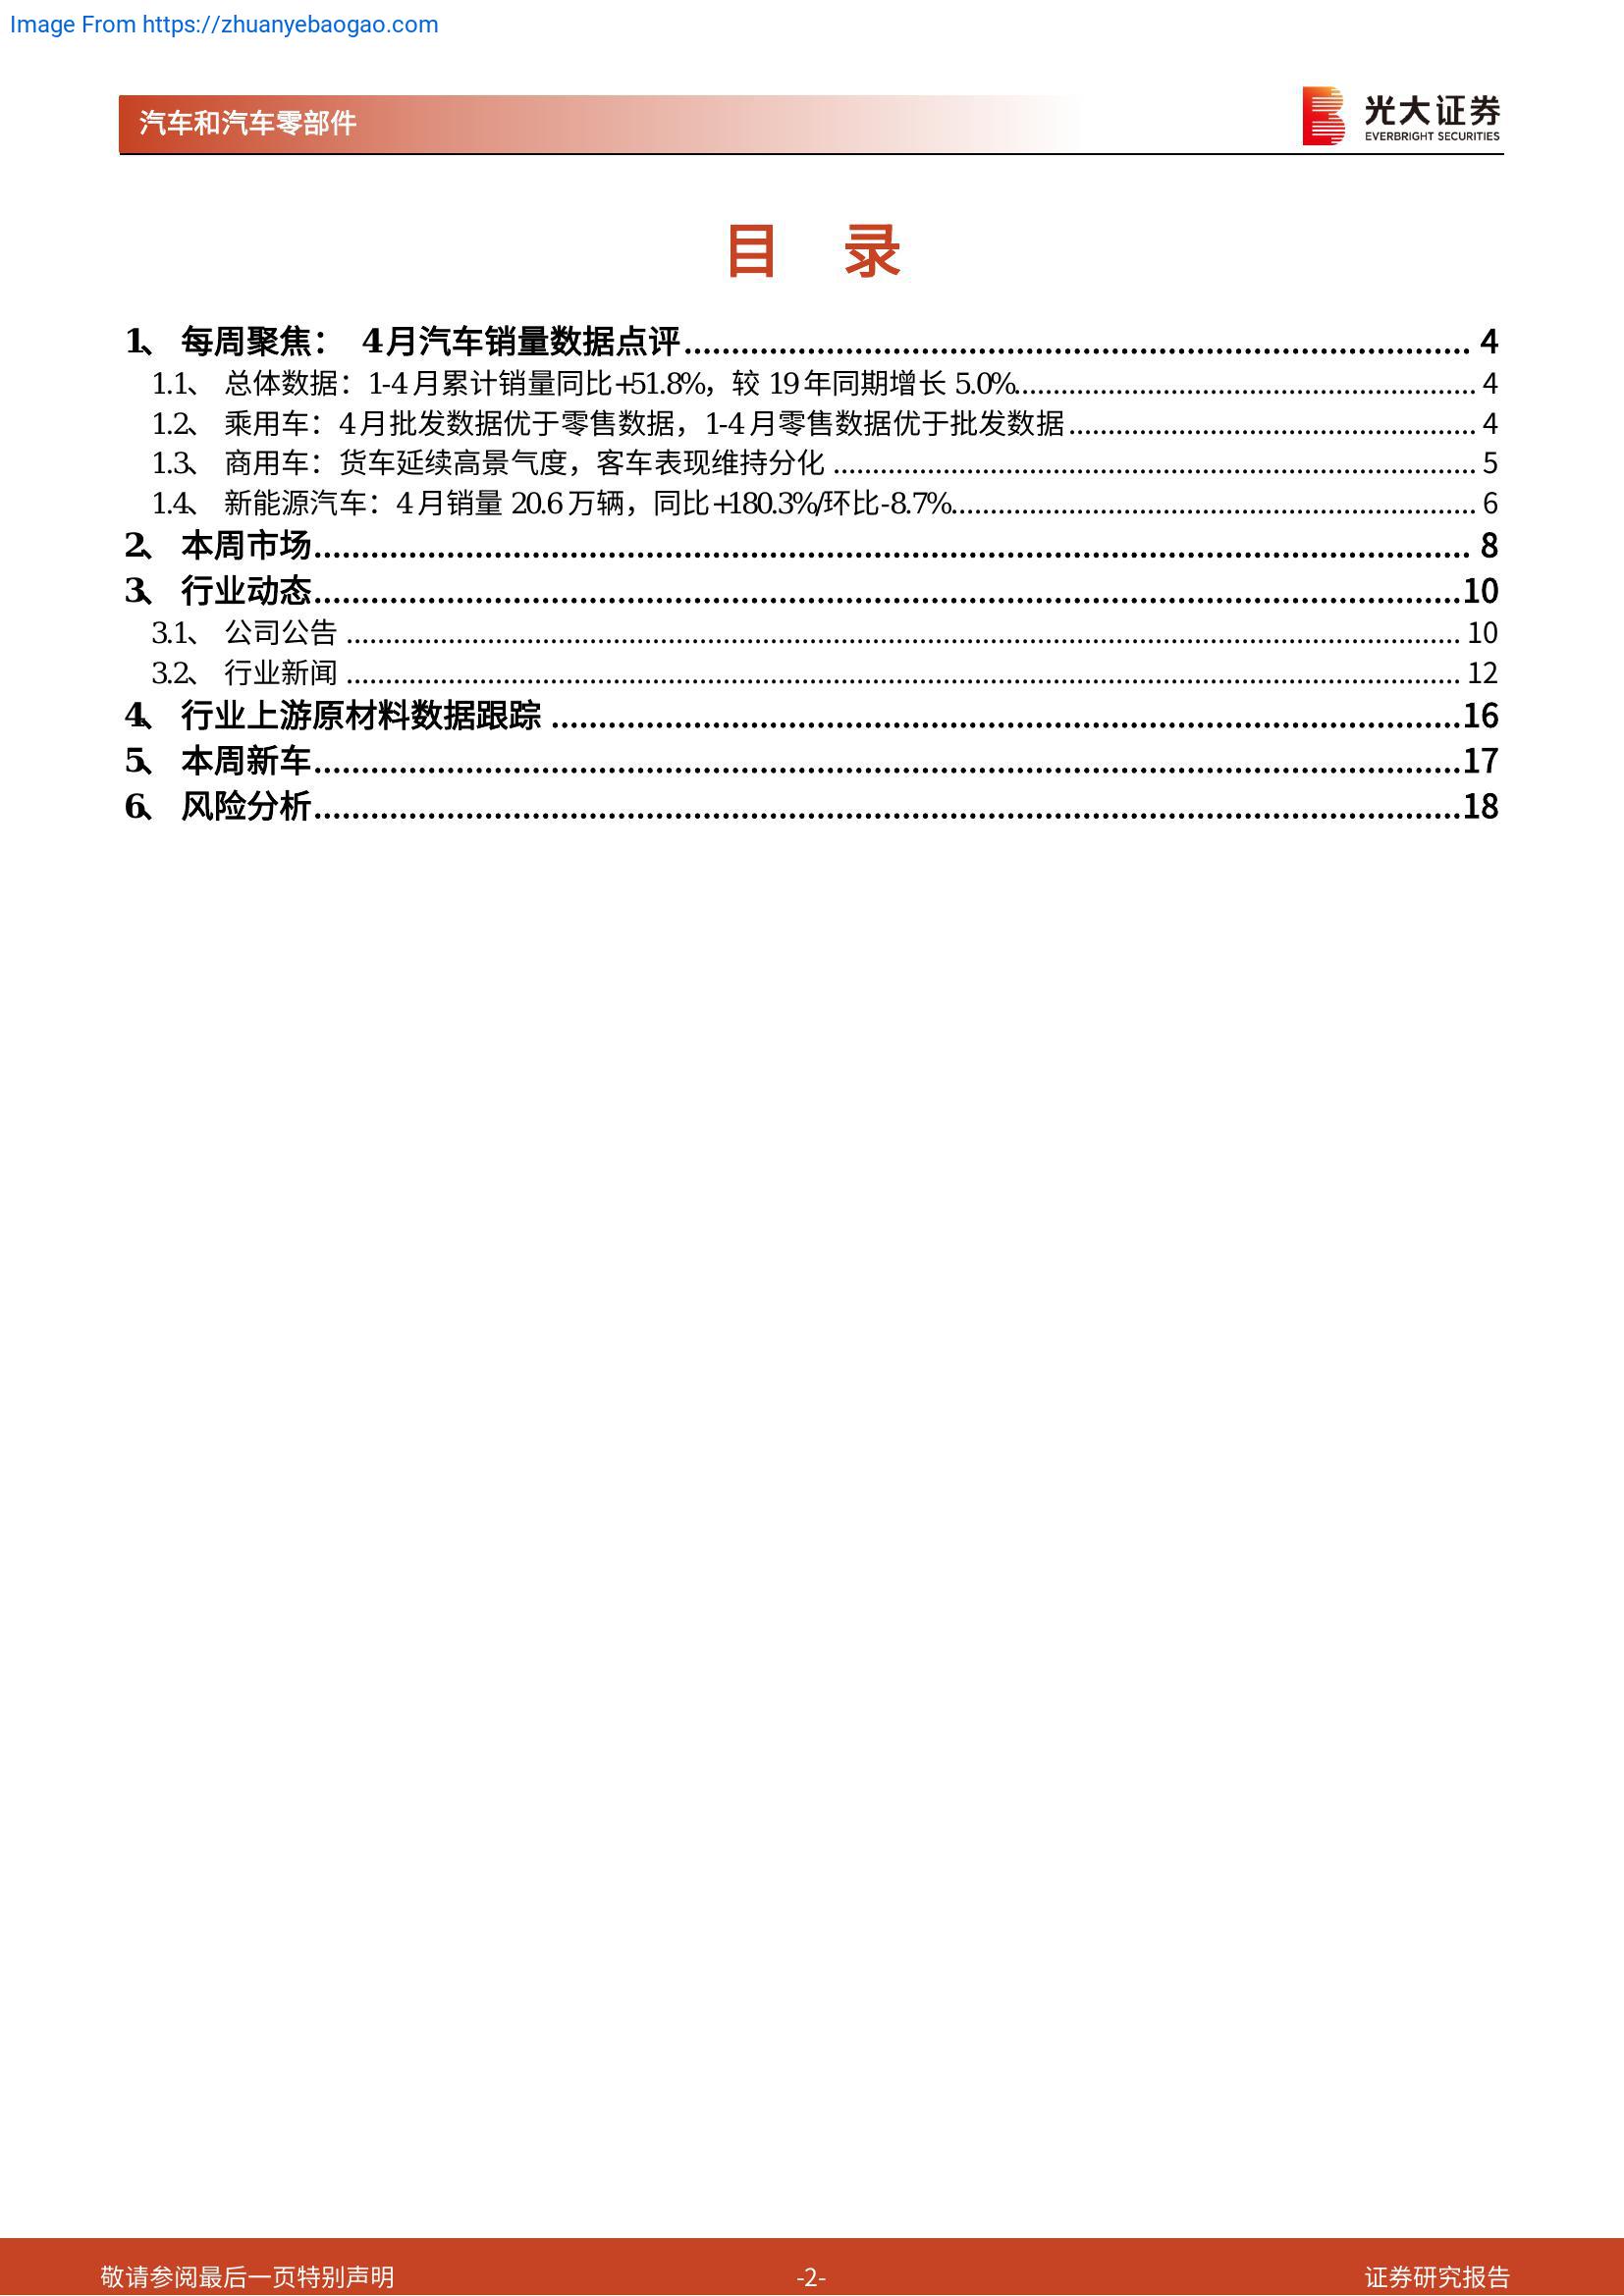 Image From https://zhuanyebaogao.com
汽车和汽车零部件
光大证券
EVERBRIGHT SECURITIES
目 录
1、 每周聚焦： 4月汽车销量数据点评 4
1.1、 总体数据：1-4月累计销量同比+51.8%，较 19年同期增长 5.0% 4
1.2、 乘用车：4月批发数据优于零售数据，1-4月零售数据优于批发数据 4
1.3、 商用车：货车延续高景气度，客车表现维持分化 5
1.4、 新能源汽车：4月销量 20.6万辆，同比+180.3%/环比-8.7% 6
2、 本周市场 8
3、 行业动态 10
3.1、 公司公告 10
3.2、 行业新闻 12
4、 行业上游原材料数据跟踪 16
5、 本周新车 17
6、 风险分析 18
敬请参阅最后一页特别声明 -2- 证券研究报告